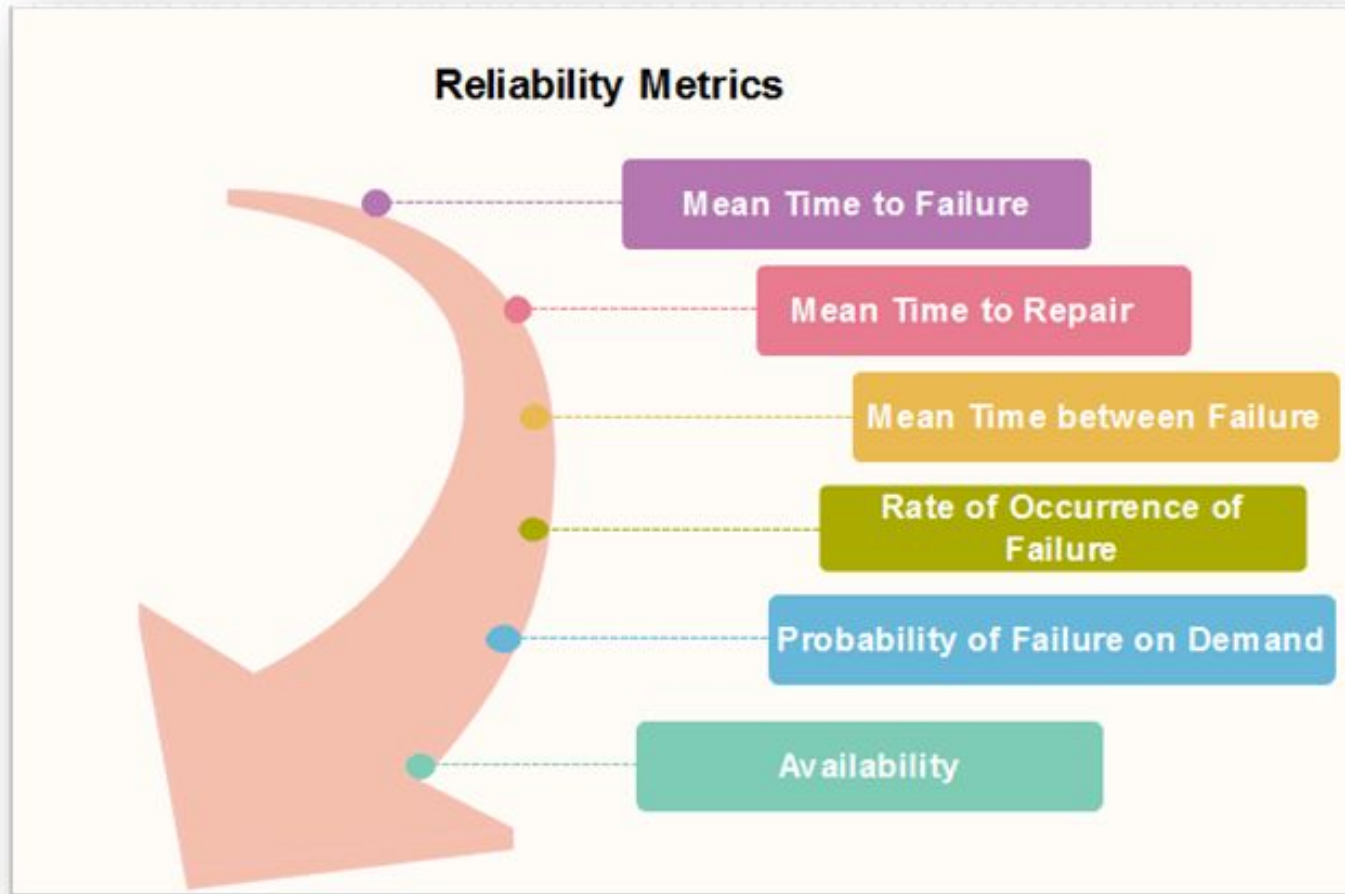 Reliability Metrics
Mean Time to Failure
Mean Time to Repair
Mean Time between Failure
Rate of Occurrence of
Failure
Probability of Failure on Demand
Availability